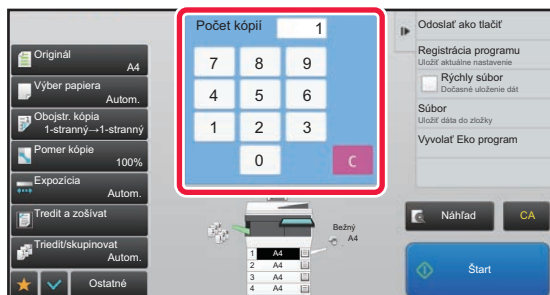 Originál
A4
Výber papiera
Autom.
Obojstr. kópia
1-stranný→1-stranný
Pomer kópie
100%
Expozícia
Autom.
Tredit a zošívat
Triedit/skupinovat
Autom.
Ostatné
Počet kópií 1
7 8 9
4 5 6
1 2 3
0 C
Bežný
A4
1 A4
2 A4
3 A4
4 A4
Odoslať ako tlačiť
Registrácia programu
Uložiť aktuálne nastavenie
Rýchly súbor
Dočasné uloženie dát
Súbor
Uložiť dáta do zložky
Vyvolať Eko program
Náhľad
CA
Štart